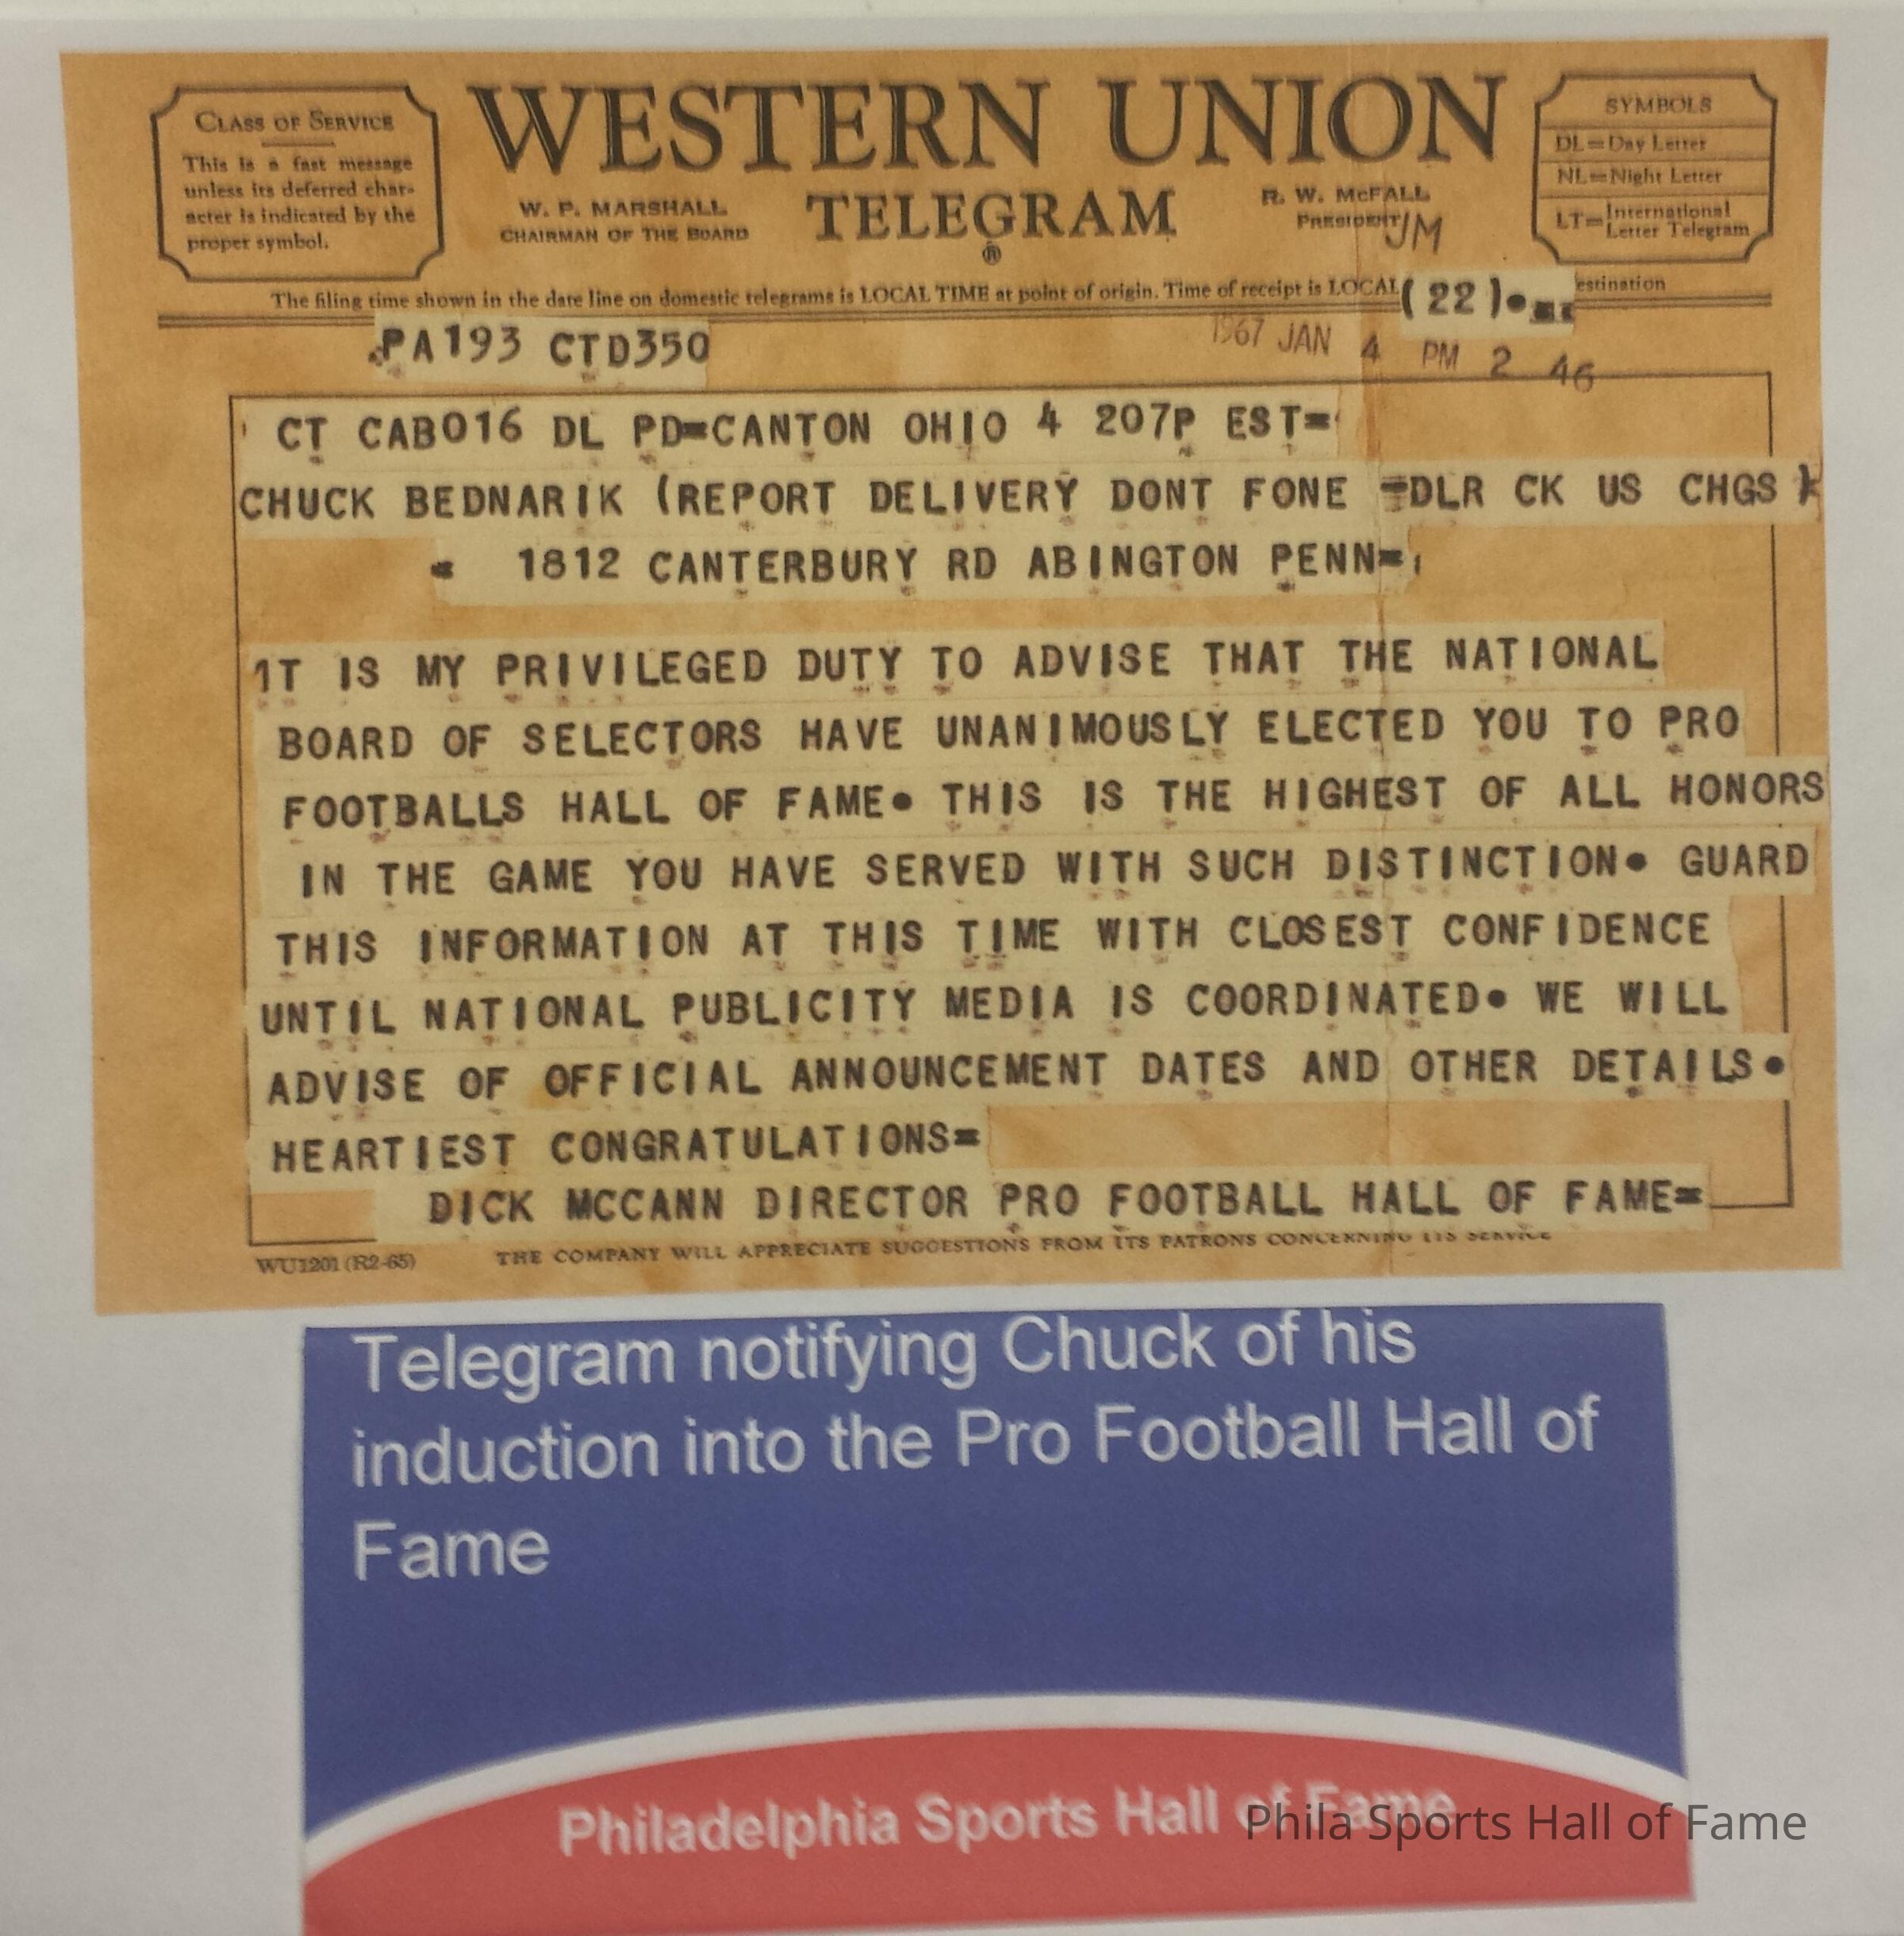 CLASS OF SERVICE
This is a fast message
unless its deferred char-
acter is indicated by the
proper symbol.
WESTERN UNION
TELEGRAM
®
W. P. MARSHALL
CHAIRMAN OF THE BOARD
R. W. McFALL
PRESIDENT
JM
SYMBOLS
DL=Day Letter
NL=Night Letter
LT=International
Letter Telegram
The filing time shown in the date line on domestic telegrams is LOCAL TIME at point of origin. Time of receipt is LOCAL (22). estination
PA193 CTD350
1967 JAN 4 PM 2 46
CT CAB016 DL PD=CANTON OHIO 4 207P EST=
CHUCK BEDNARIK (REPORT DELIVERY DONT FONE =DLR CK US CHGS )
= 1812 CANTERBURY RD ABINGTON PENN=
IT IS MY PRIVILEGED DUTY TO ADVISE THAT THE NATIONAL
BOARD OF SELECTORS HAVE UNANIMOUSLY ELECTED YOU TO PRO
FOOTBALLS HALL OF FAME. THIS IS THE HIGHEST OF ALL HONORS
IN THE GAME YOU HAVE SERVED WITH SUCH DISTINCTION. GUARD
THIS INFORMATION AT THIS TIME WITH CLOSEST CONFIDENCE
UNTIL NATIONAL PUBLICITY MEDIA IS COORDINATED. WE WILL
ADVISE OF OFFICIAL ANNOUNCEMENT DATES AND OTHER DETAILS.
HEARTIEST CONGRATULATIONS=
DICK MCCANN DIRECTOR PRO FOOTBALL HALL OF FAME=
WU1201 (R2-65)
THE COMPANY WILL APPRECIATE SUGGESTIONS FROM ITS PATRONS CONCERNING ITS SERVICE
Telegram notifying Chuck of his
induction into the Pro Football Hall of
Fame
Philadelphia Sports Hall of Fame
Phila Sports Hall of Fame